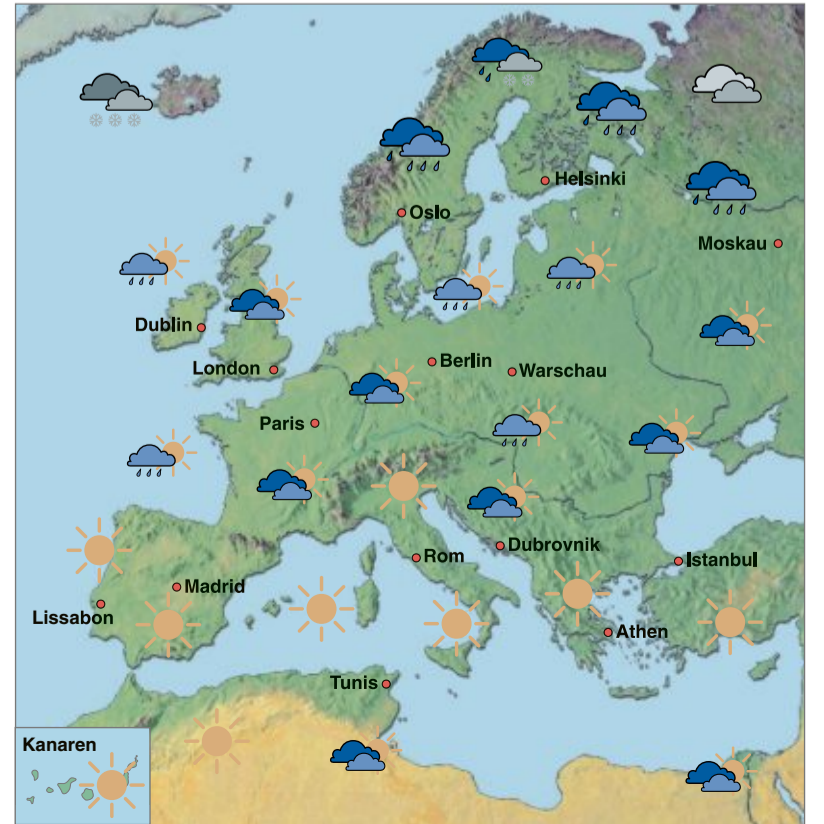 Helsinki
Oslo
Moskau
Dublin
London
Berlin
Warschau
Paris
Dubrovnik
Rom
Istanbul
Madrid
Lissabon
Athen
Tunis
Kanaren